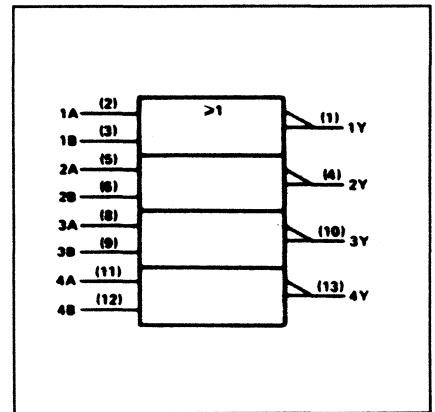 ≥1
1A (2)
1B (3)
2A (5)
2B (6)
3A (8)
3B (9)
4A (11)
4B (12)
(1) 1Y
(4) 2Y
(10) 3Y
(13) 4Y